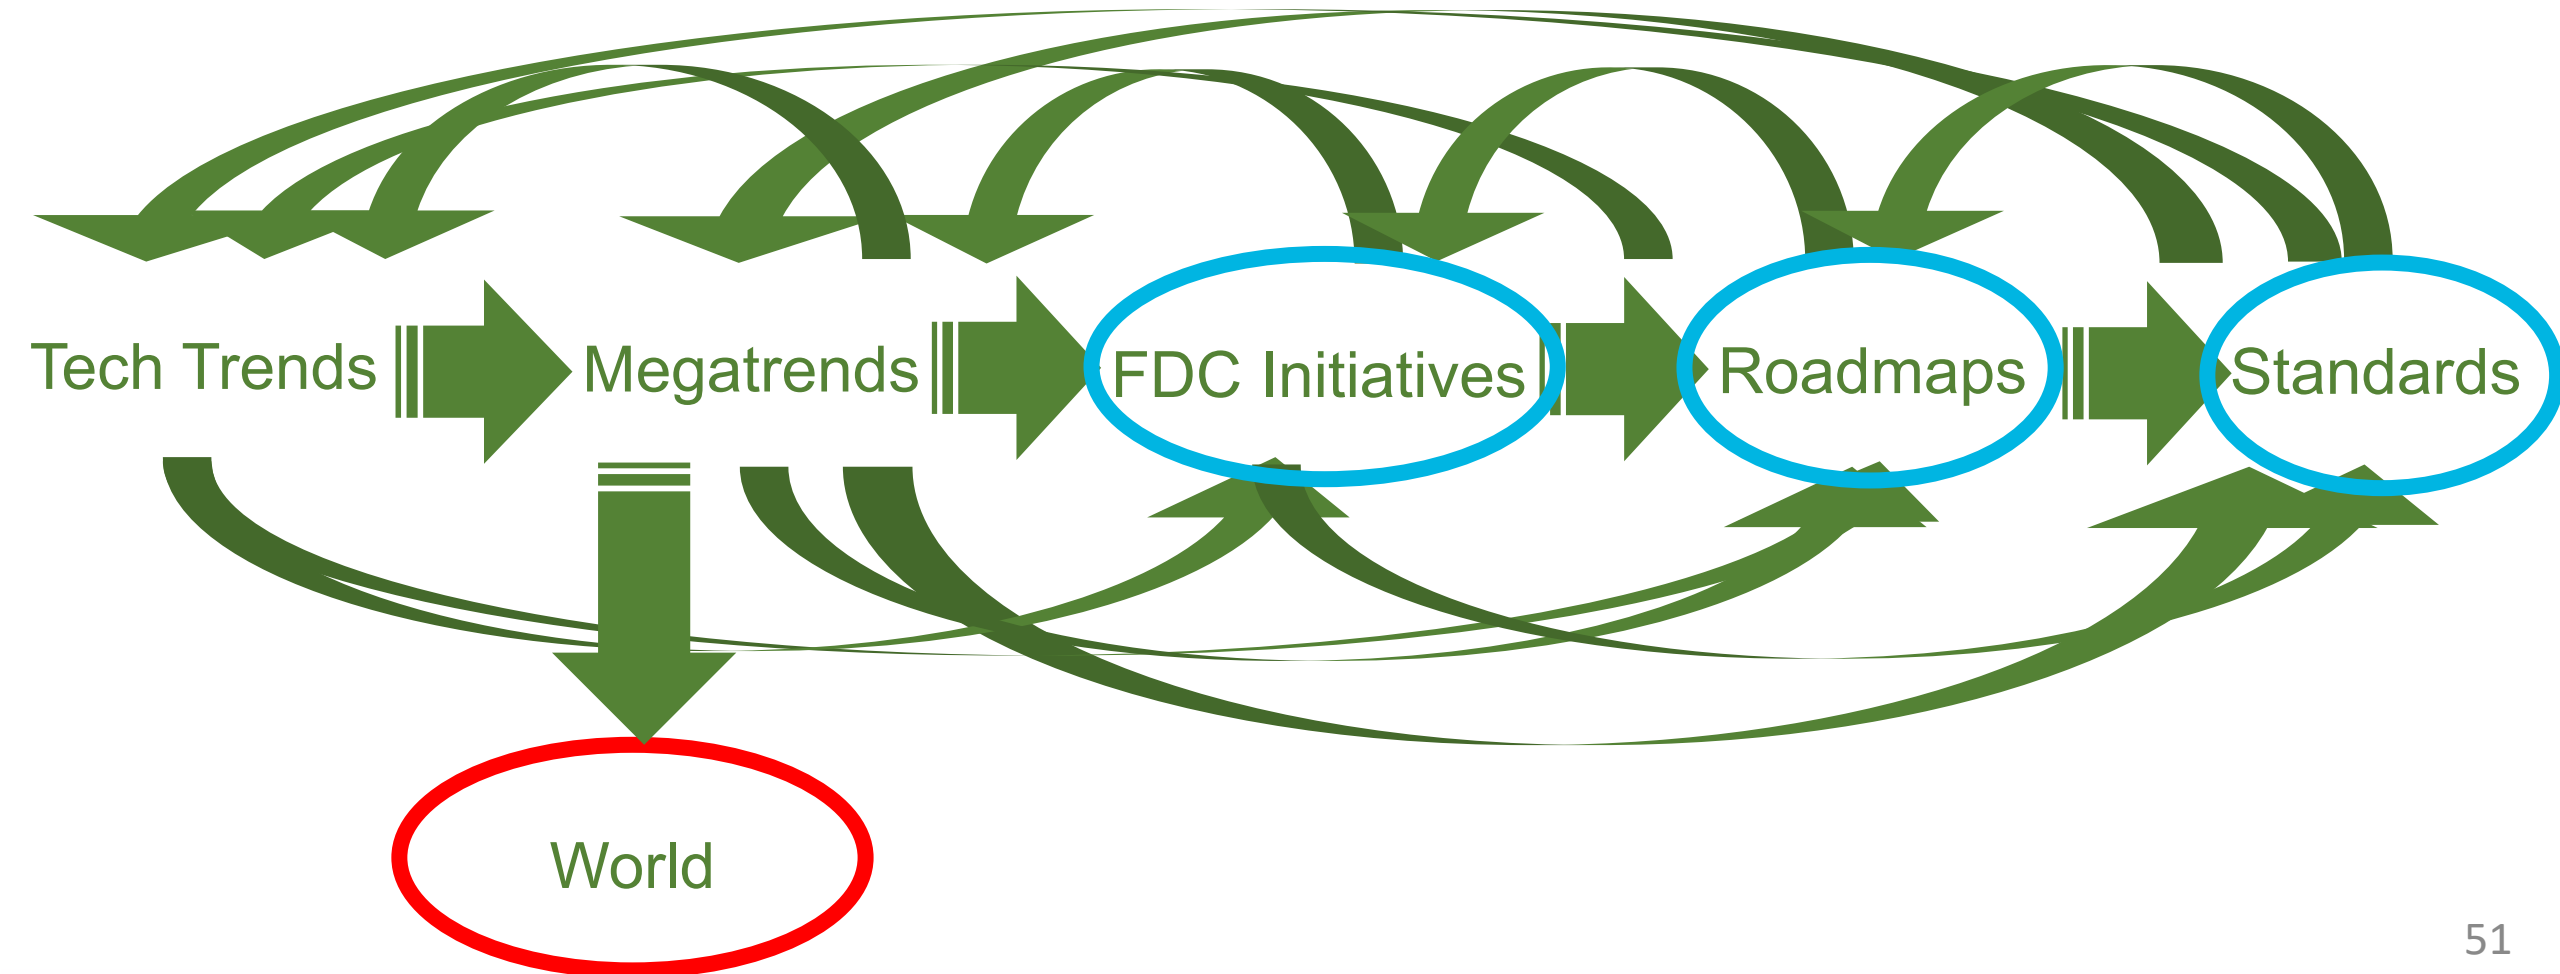 Tech Trends
Megatrends
FDC Initiatives
Roadmaps
Standards
World
51